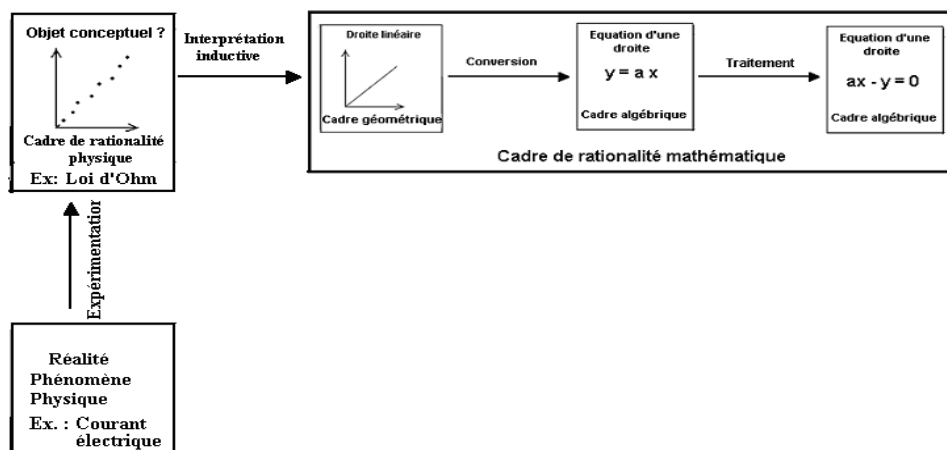 Objet conceptuel ?
Cadre de rationalité
physique
Ex: Loi d'Ohm
Interprétation
inductive
Droite linéaire
Cadre géométrique
Conversion
Equation d'une
droite
y = a x
Cadre algébrique
Traitement
Equation d'une
droite
ax - y = 0
Cadre algébrique
Cadre de rationalité mathématique
Expérimentation
Réalité
Phénomène
Physique
Ex. : Courant
électrique